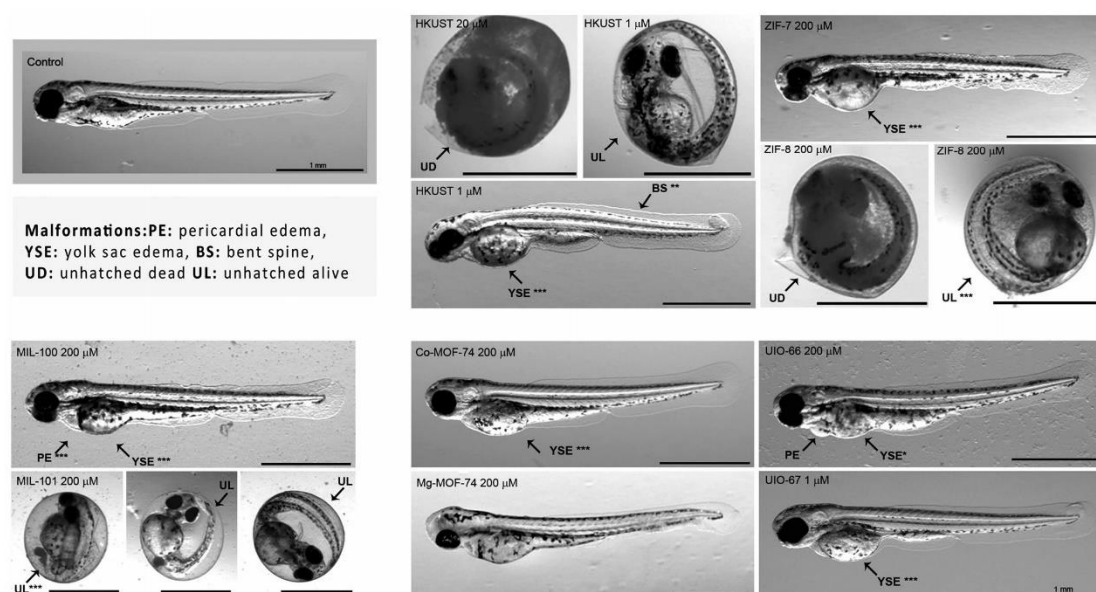 Control
1 mm
Malformations:PE: pericardial edema,
YSE: yolk sac edema, BS: bent spine,
UD: unhatched dead UL: unhatched alive
HKUST 20 µM
UD
HKUST 1 µM
UL
HKUST 1 µM
BS **
YSE ***
ZIF-7 200 µM
YSE ***
ZIF-8 200 µM
UD
ZIF-8 200 µM
UL ***
MIL-100 200 µM
PE ***
YSE ***
MIL-101 200 µM
UL***
UL
UL
Co-MOF-74 200 µM
YSE ***
Mg-MOF-74 200 µM
UIO-66 200 µM
PE
YSE*
UIO-67 1 µM
YSE ***
1 mm